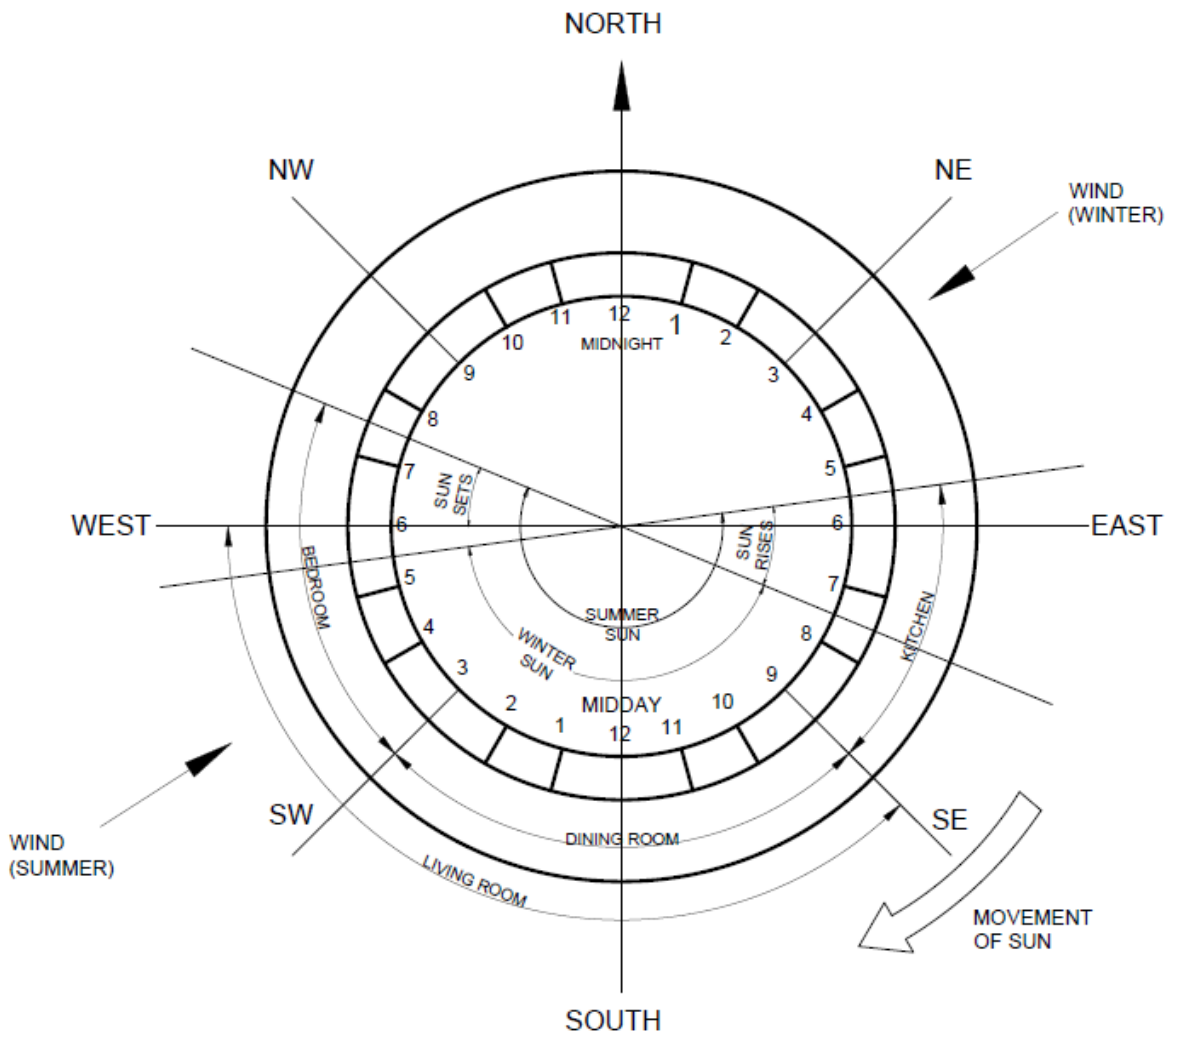 NORTH
NW
NE
WIND
(WINTER)
11
12
1
10
MIDNIGHT
2
9
3
8
4
7
5
SUN
SETS
WEST
6
6
EAST
SUN
RISES
BEDROOM
5
7
KITCHEN
4
SUMMER
SUN
8
WINTER
SUN
3
9
2
MIDDAY
10
1
12
11
SW
SE
WIND
(SUMMER)
DINING ROOM
LIVING ROOM
MOVEMENT
OF SUN
SOUTH